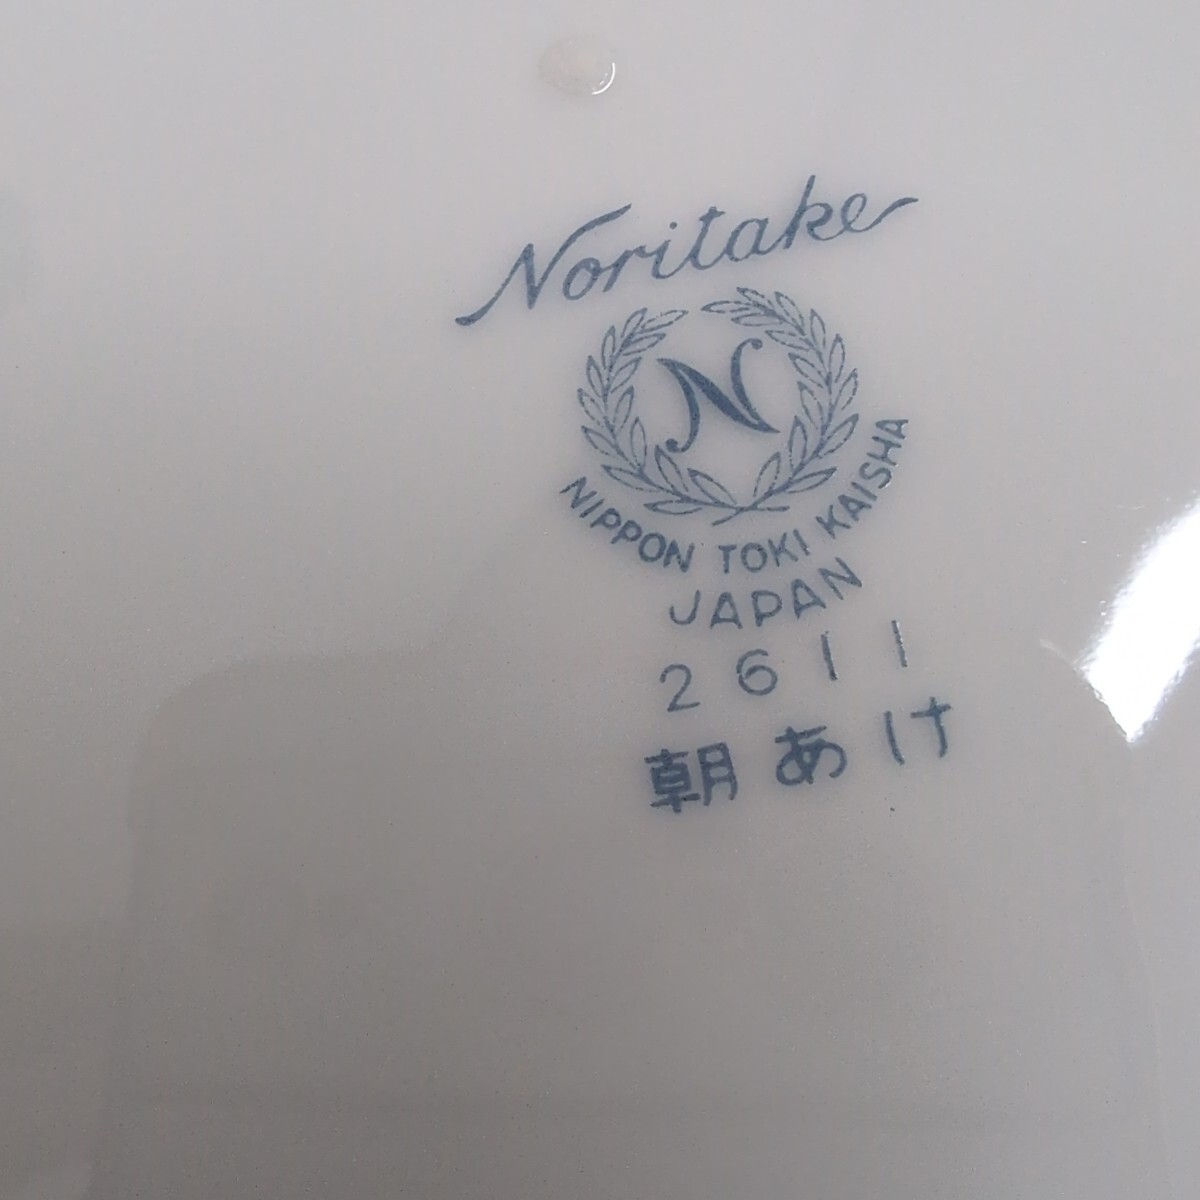 Noritake
N
NIPPON TOKI KAISHA
JAPAN
2611
朝あけ